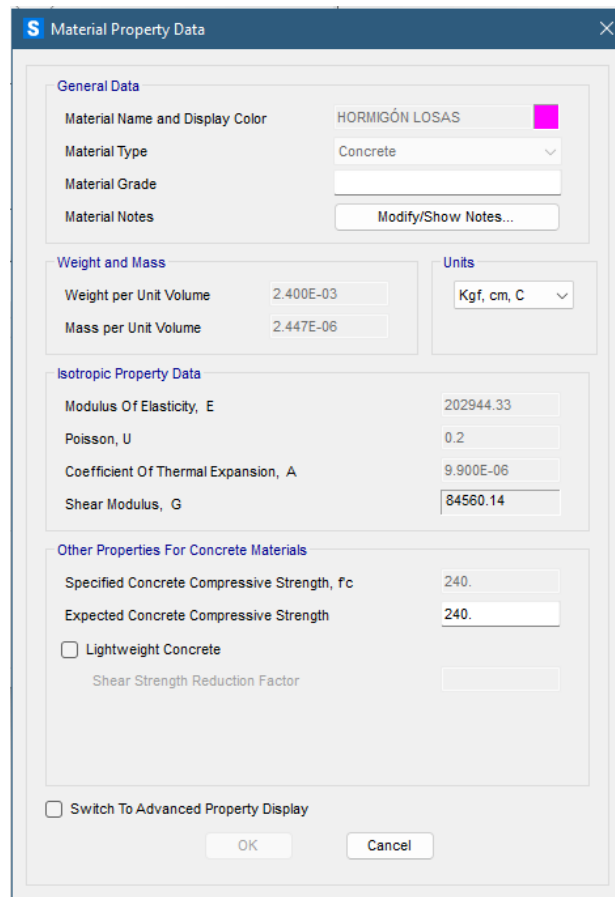 S Material Property Data
General Data
Material Name and Display Color HORMIGÓN LOSAS
Material Type Concrete
Material Grade
Material Notes Modify/Show Notes...
Weight and Mass
Weight per Unit Volume 2.400E-03
Mass per Unit Volume 2.447E-06
Units
Kgf, cm, C
Isotropic Property Data
Modulus Of Elasticity, E 202944.33
Poisson, U 0.2
Coefficient Of Thermal Expansion, A 9.900E-06
Shear Modulus, G 84560.14
Other Properties For Concrete Materials
Specified Concrete Compressive Strength, f'c 240.
Expected Concrete Compressive Strength 240.
Lightweight Concrete
Shear Strength Reduction Factor
Switch To Advanced Property Display
OK Cancel